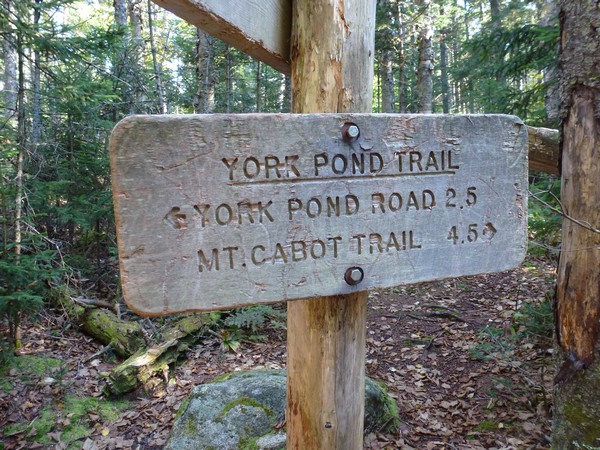 YORK POND TRAIL
YORK POND ROAD 2.5
MT. CABOT TRAIL 4.5